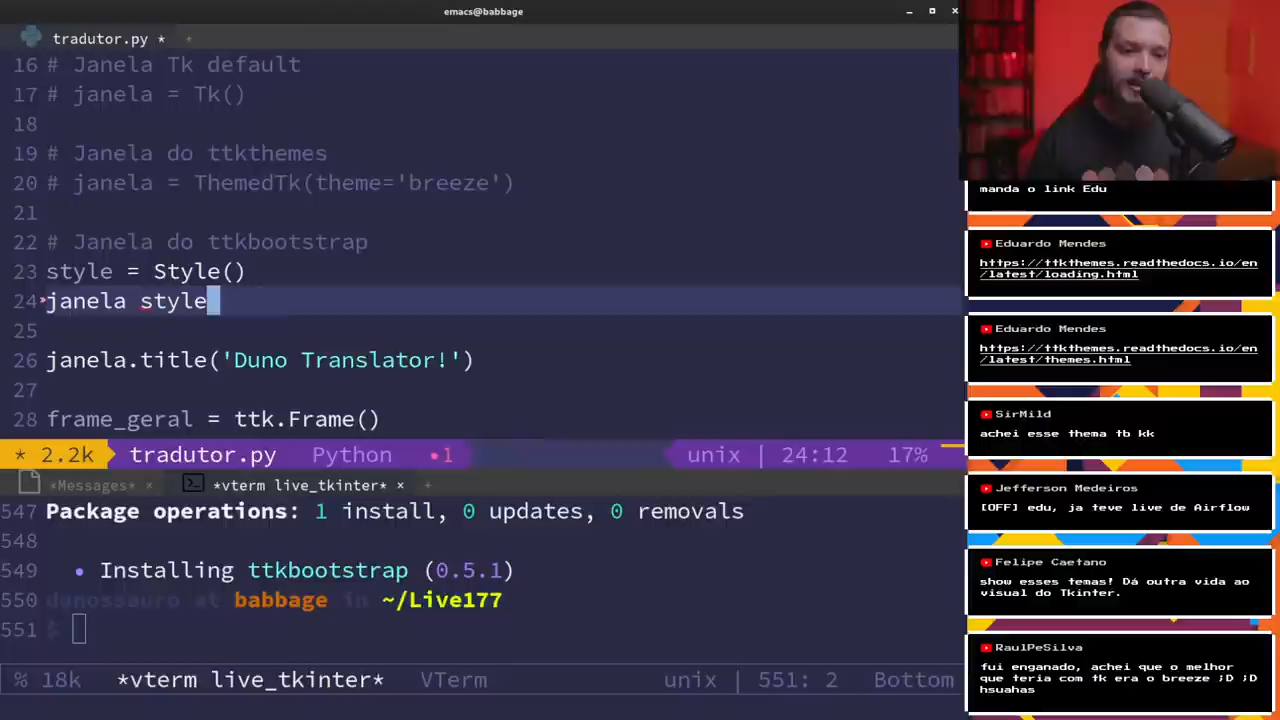 emacs@babbage
tradutor.py *
16 # Janela Tk default
17 # janela = Tk()
18
19 # Janela do ttkthemes
20 # janela = ThemedTk(theme='breeze')
21
22 # Janela do ttkbootstrap
23 style = Style()
24 janela style
25
26 janela.title('Duno Translator!')
27
28 frame_geral = ttk.Frame()
* 2.2k tradutor.py Python •1 unix | 24:12 17%
*Messages* × *vterm live_tkinter* × +
547 Package operations: 1 install, 0 updates, 0 removals
548
549 • Installing ttkbootstrap (0.5.1)
550 dunossauro at babbage in ~/Live177
551 $
% 18k *vterm live_tkinter* VTerm unix | 551: 2 Bottom
manda o link Edu
Eduardo Mendes
https://ttkthemes.readthedocs.io/en
/latest/loading.html
Eduardo Mendes
https://ttkthemes.readthedocs.io/en
/latest/themes.html
SirMild
achei esse thema tb kk
Jefferson Medeiros
[OFF] edu, ja teve live de Airflow
Felipe Caetano
show esses temas! Dá outra vida ao
visual do Tkinter.
RaulPeSilva
fui enganado, achei que o melhor
que teria com tk era o breeze ;D ;D
hsuahas